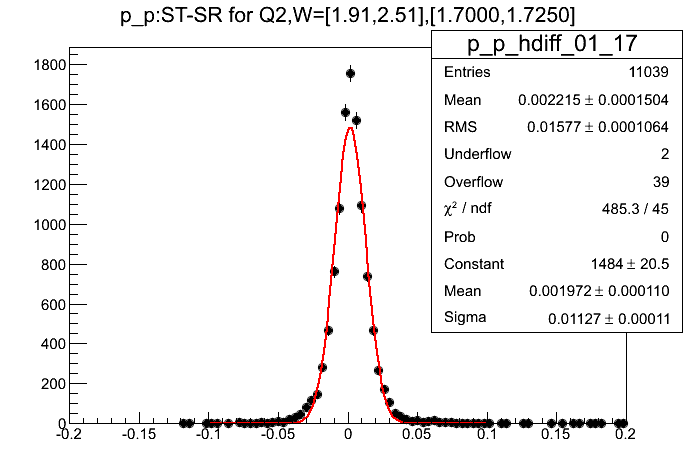 p_p:ST-SR for Q2,W=[1.91,2.51],[1.7000,1.7250]
p_p_hdiff_01_17
Entries 11039
Mean 0.002215 ± 0.0001504
RMS 0.01577 ± 0.0001064
Underflow 2
Overflow 39
χ² / ndf 485.3 / 45
Prob 0
Constant 1484 ± 20.5
Mean 0.001972 ± 0.000110
Sigma 0.01127 ± 0.00011
1800
1600
1400
1200
1000
800
600
400
200
0
-0.2 -0.15 -0.1 -0.05 0 0.05 0.1 0.15 0.2